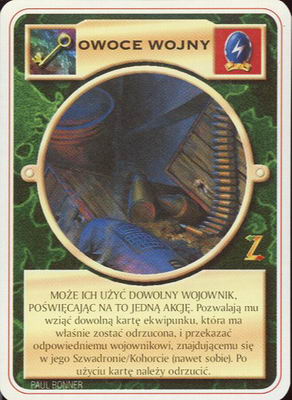 OWOCE WOJNY
MOŻE ICH UŻYĆ DOWOLNY WOJOWNIK,
POŚWIĘCAJĄC NA TO JEDNĄ AKCJĘ. Pozwalają mu
wziąć dowolną kartę ekwipunku, która ma
właśnie zostać odrzucona, i przekazać
odpowiedniemu wojownikowi, znajdującemu się
w jego Szwadronie/Kohorcie (nawet sobie). Po
użyciu kartę należy odrzucić.
PAUL BONNER